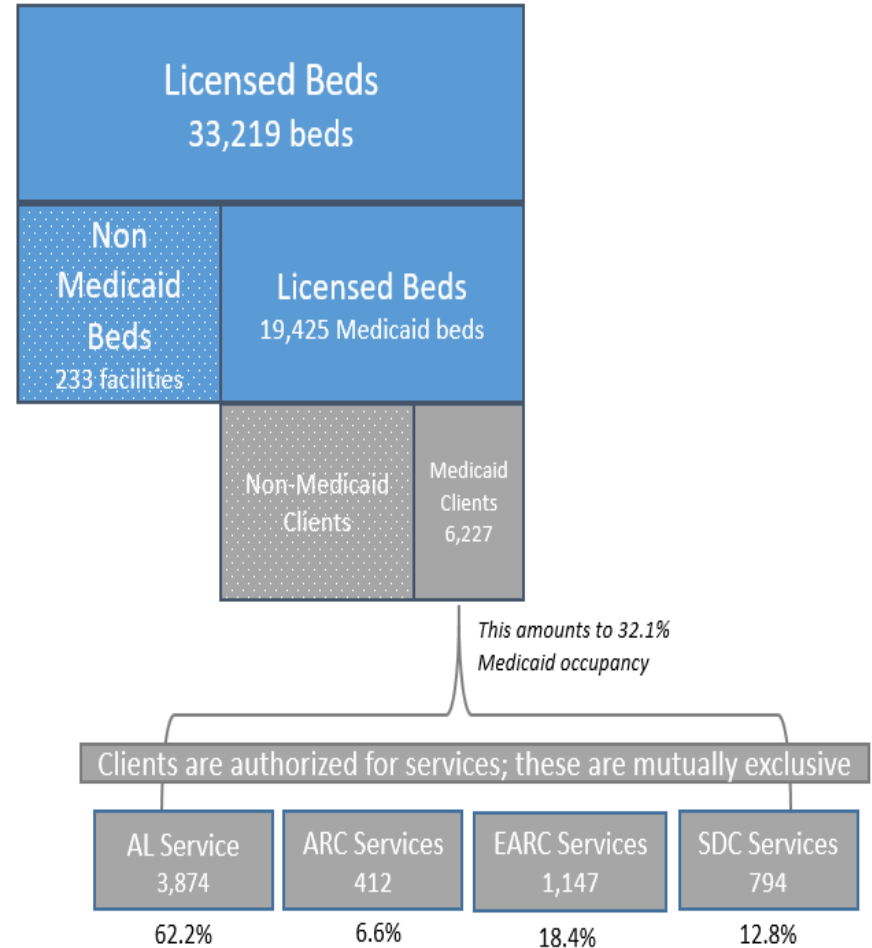 Licensed Beds
33,219 beds
Non
Medicaid
Beds
233 facilities
Licensed Beds
19,425 Medicaid beds
Non-Medicaid
Clients
Medicaid
Clients
6,227
This amounts to 32.1%
Medicaid occupancy
Clients are authorized for services; these are mutually exclusive
AL Service
3,874
ARC Services
412
EARC Services
1,147
SDC Services
794
62.2%
6.6%
18.4%
12.8%